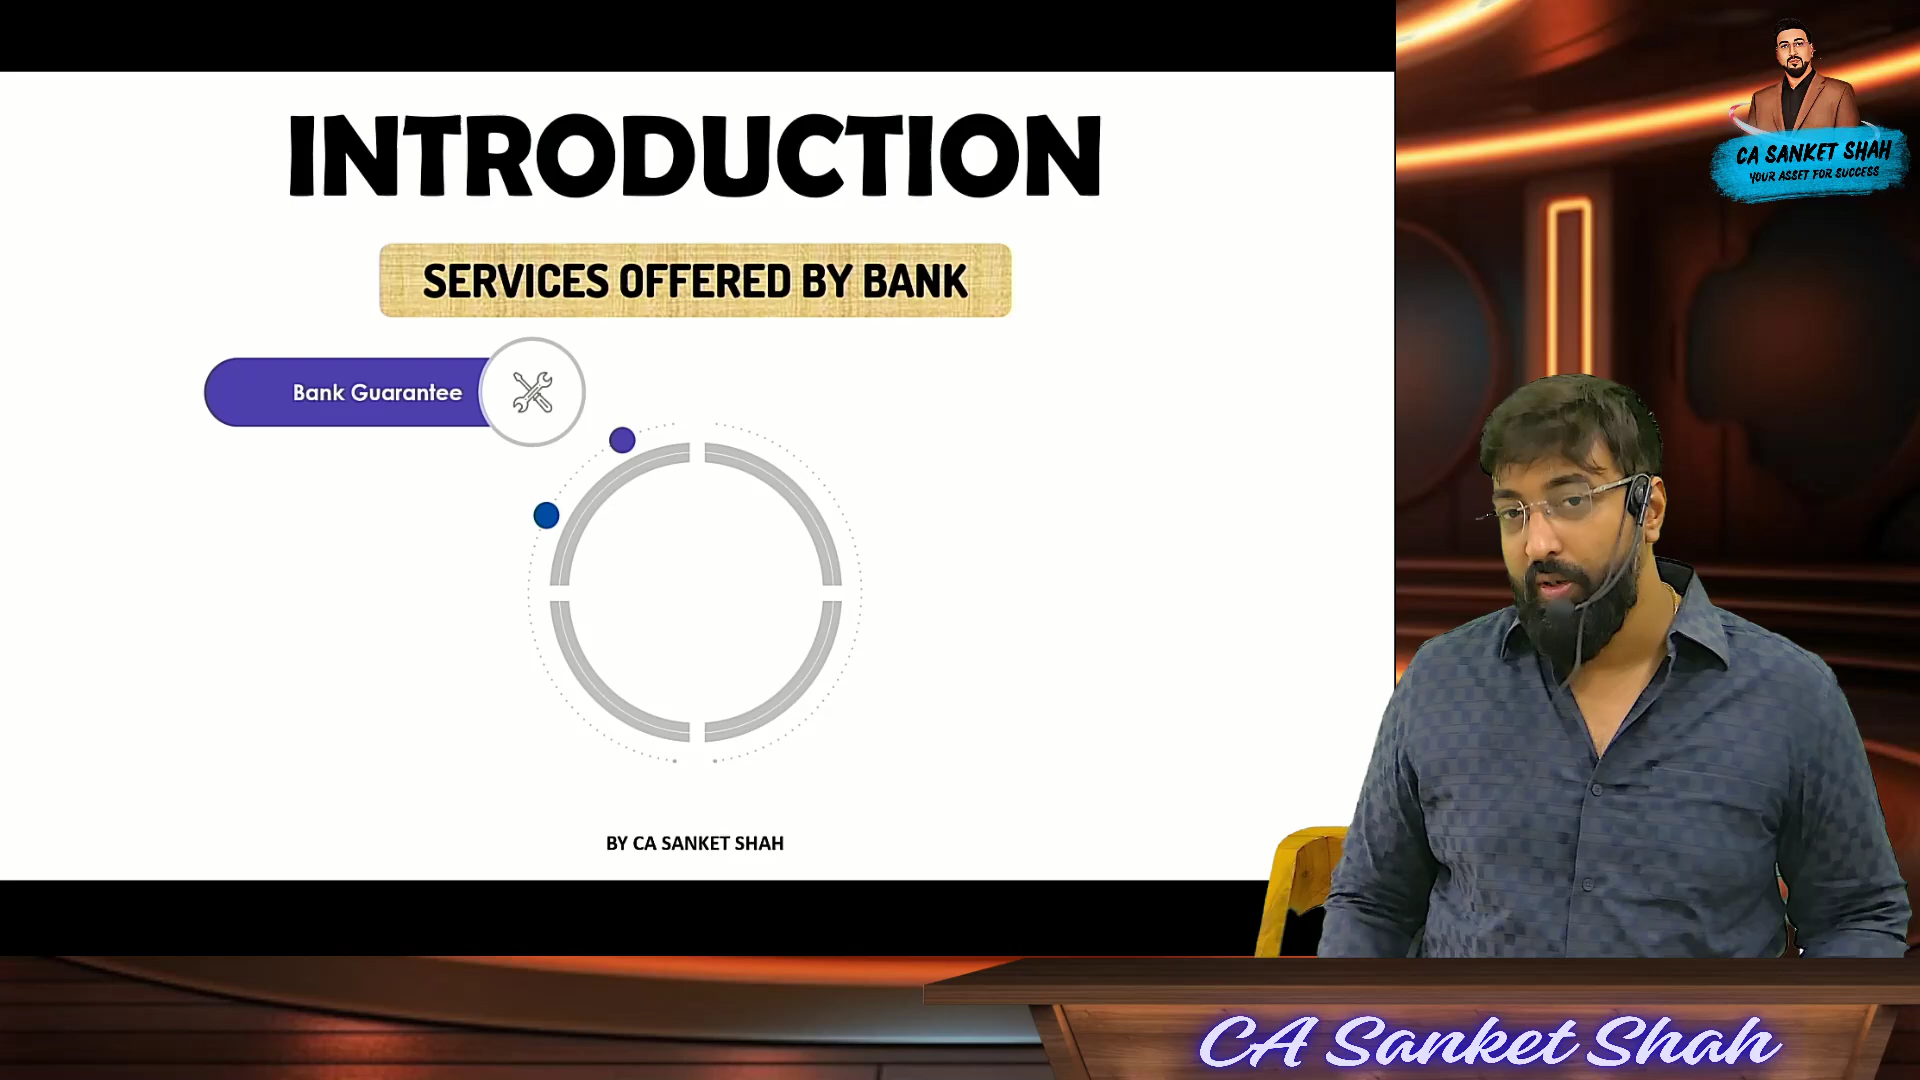 INTRODUCTION
SERVICES OFFERED BY BANK
Bank Guarantee
BY CA SANKET SHAH
CA SANKET SHAH
YOUR ASSET FOR SUCCESS
CA Sanket Shah